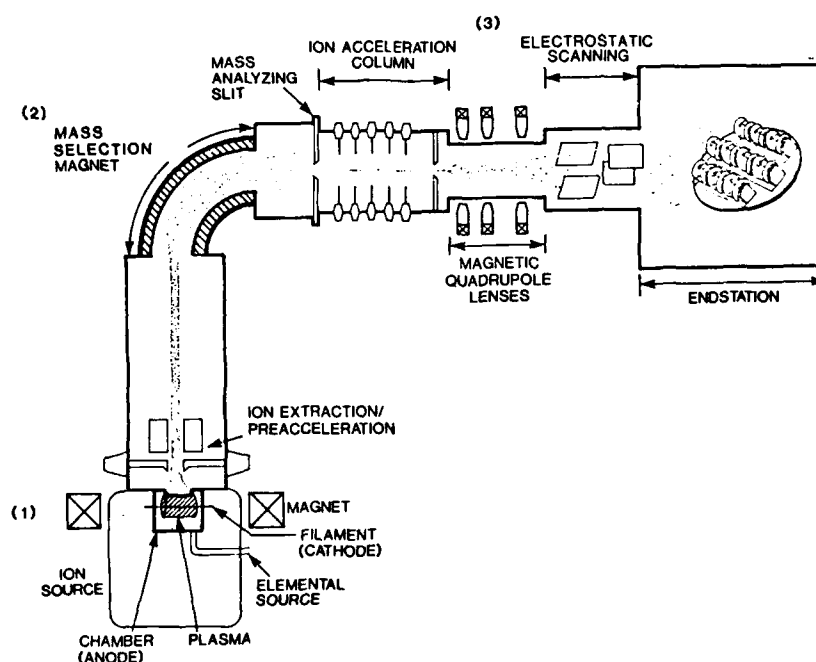 (3)
ION ACCELERATION
COLUMN
ELECTROSTATIC
SCANNING
MASS
ANALYZING
SLIT
(2)
MASS
SELECTION
MAGNET
MAGNETIC
QUADRUPOLE
LENSES
ENDSTATION
ION EXTRACTION/
PREACCELERATION
(1)
MAGNET
FILAMENT
(CATHODE)
ION
SOURCE
ELEMENTAL
SOURCE
CHAMBER
(ANODE)
PLASMA